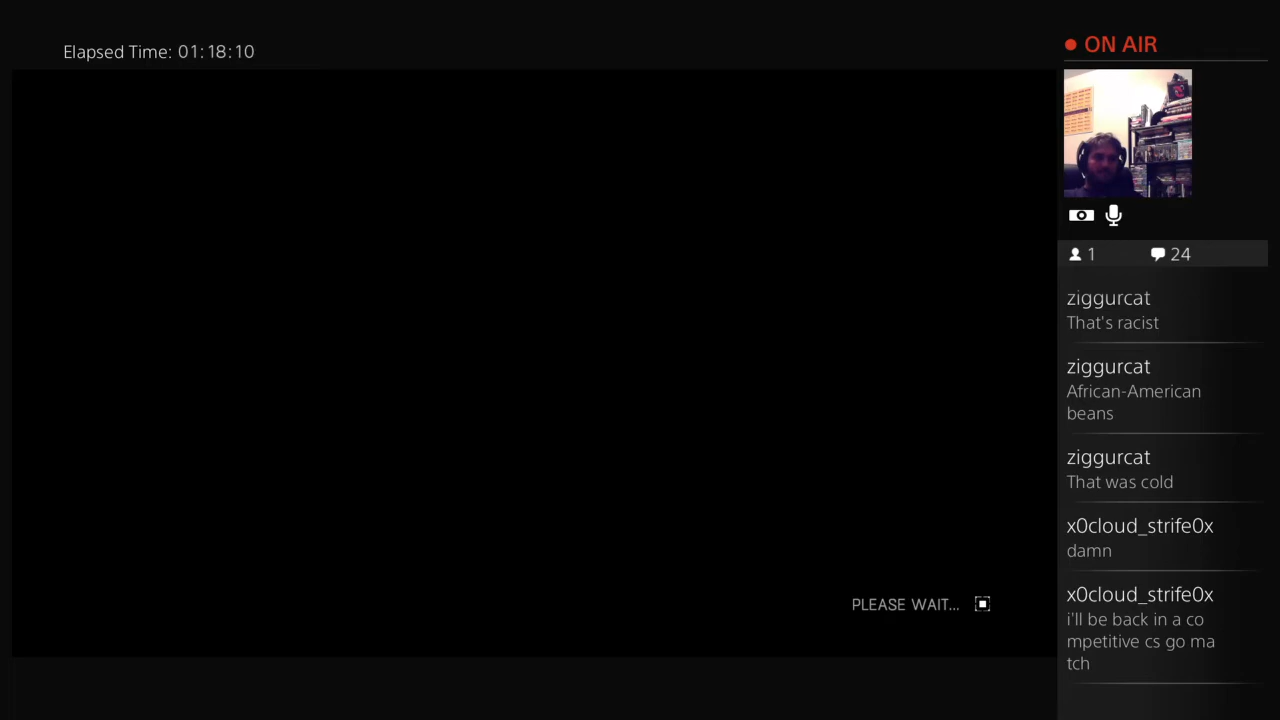 Elapsed Time: 01:18:10
ON AIR
1
24
ziggurcat
That's racist
ziggurcat
African-American
beans
ziggurcat
That was cold
x0cloud_strife0x
damn
x0cloud_strife0x
i'll be back in a co
mpetitive cs go ma
tch
PLEASE WAIT...